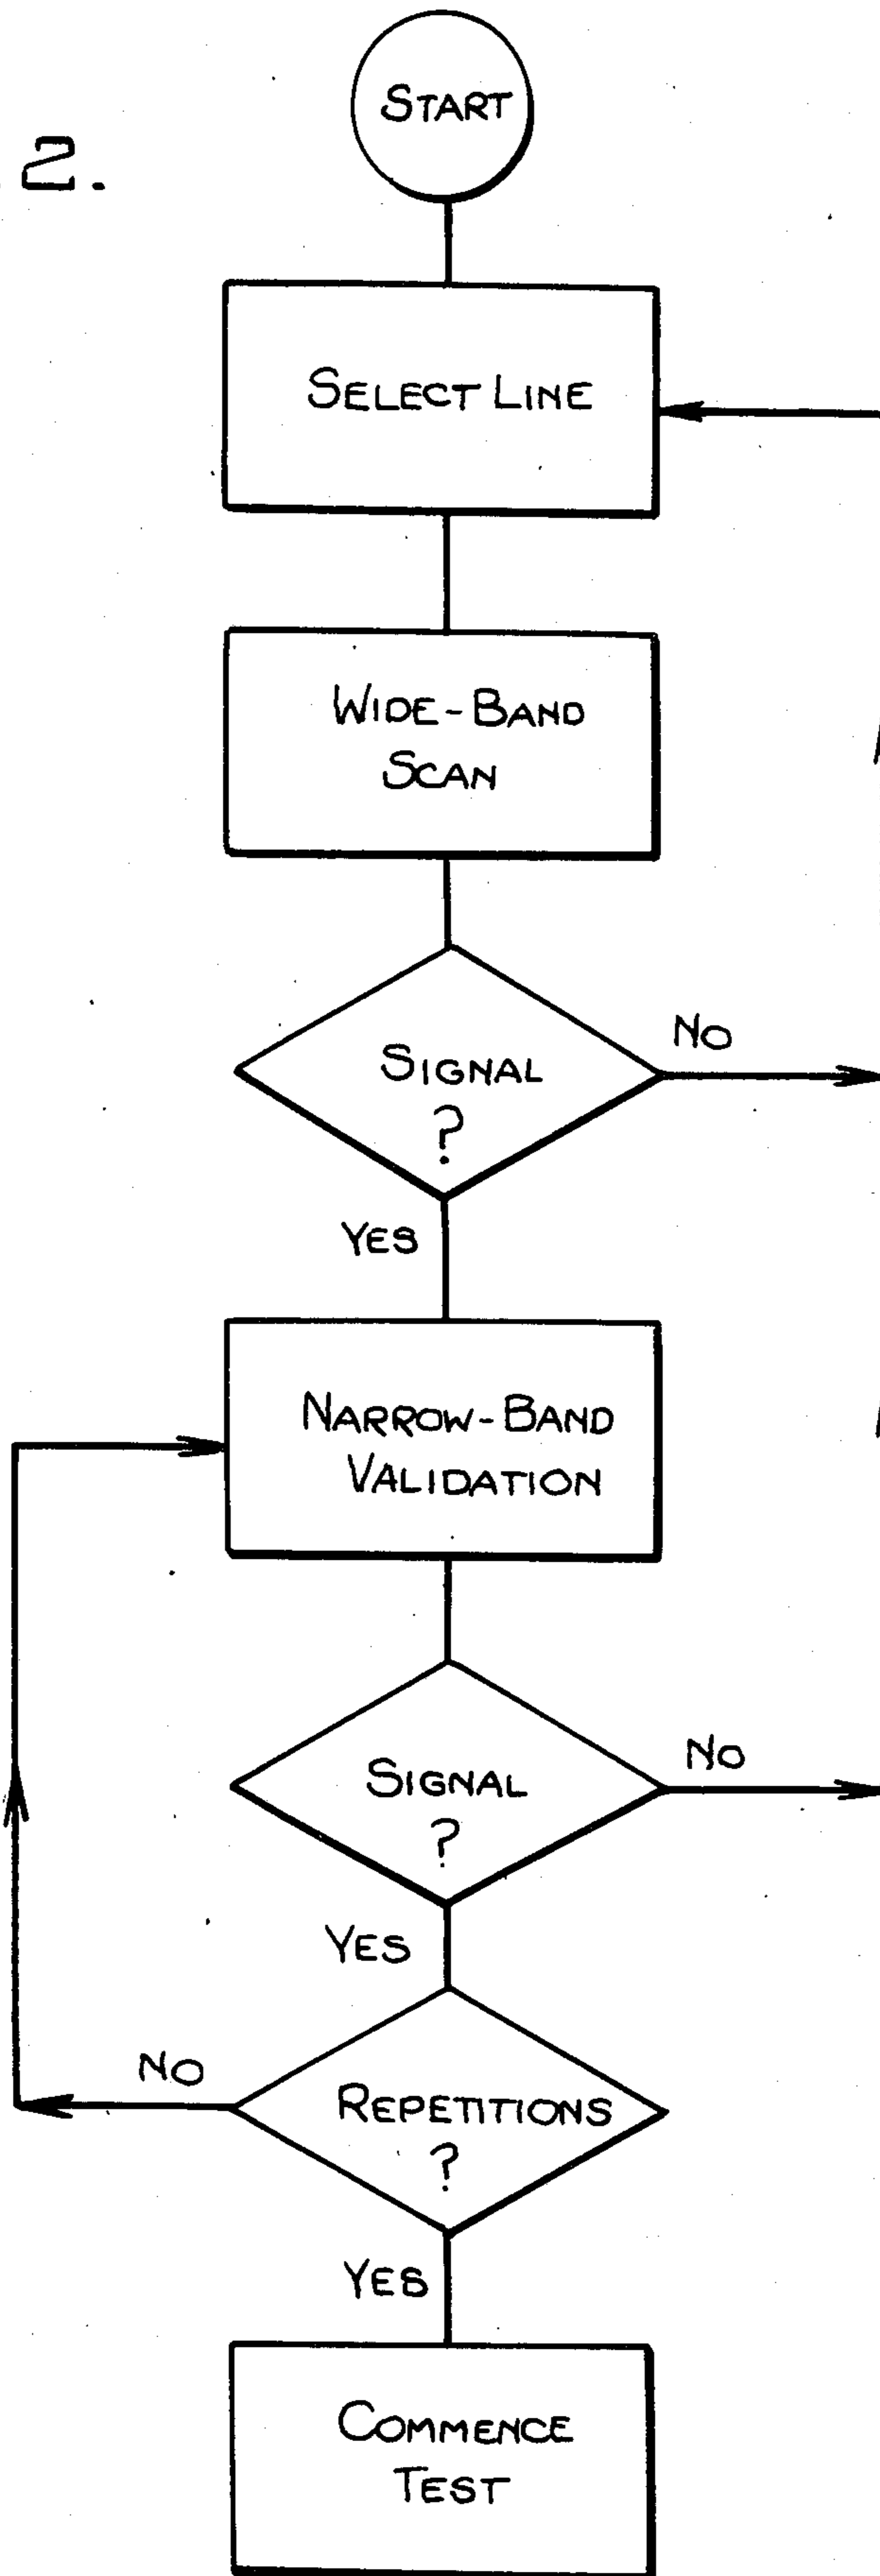 2.
START
SELECT LINE
WIDE-BAND
SCAN
SIGNAL
?
NO
YES
NARROW-BAND
VALIDATION
SIGNAL
?
NO
YES
REPETITIONS
?
NO
YES
COMMENCE
TEST